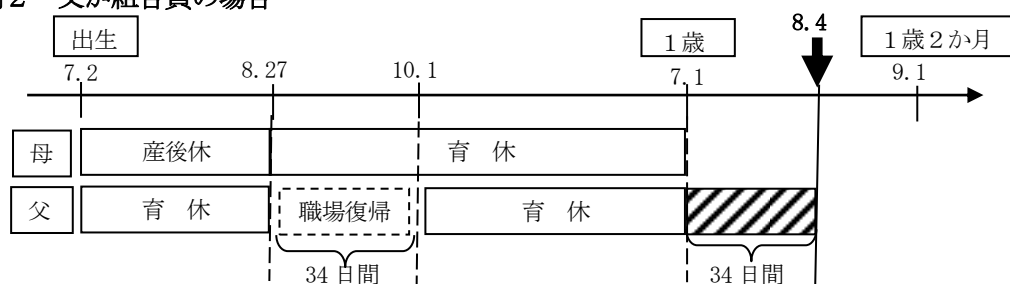 例2 父が組合員の場合
出生
1歳
8.4
1歳2か月
7.2
8.27
10.1
7.1
9.1
母
産後休
育 休
父
育 休
職場復帰
育 休
34日間
34日間